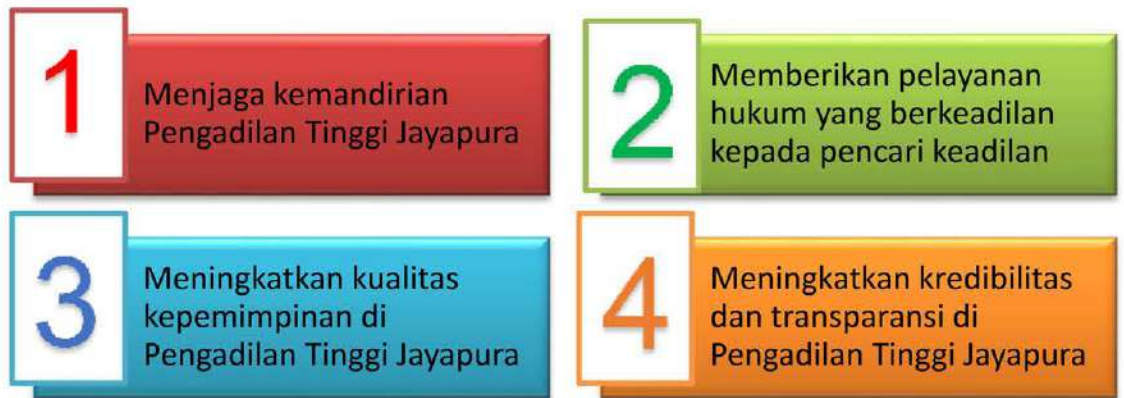 1
Menjaga kemandirian
Pengadilan Tinggi Jayapura
2
Memberikan pelayanan
hukum yang berkeadilan
kepada pencari keadilan
3
Meningkatkan kualitas
kepemimpinan di
Pengadilan Tinggi Jayapura
4
Meningkatkan kredibilitas
dan transparansi di
Pengadilan Tinggi Jayapura